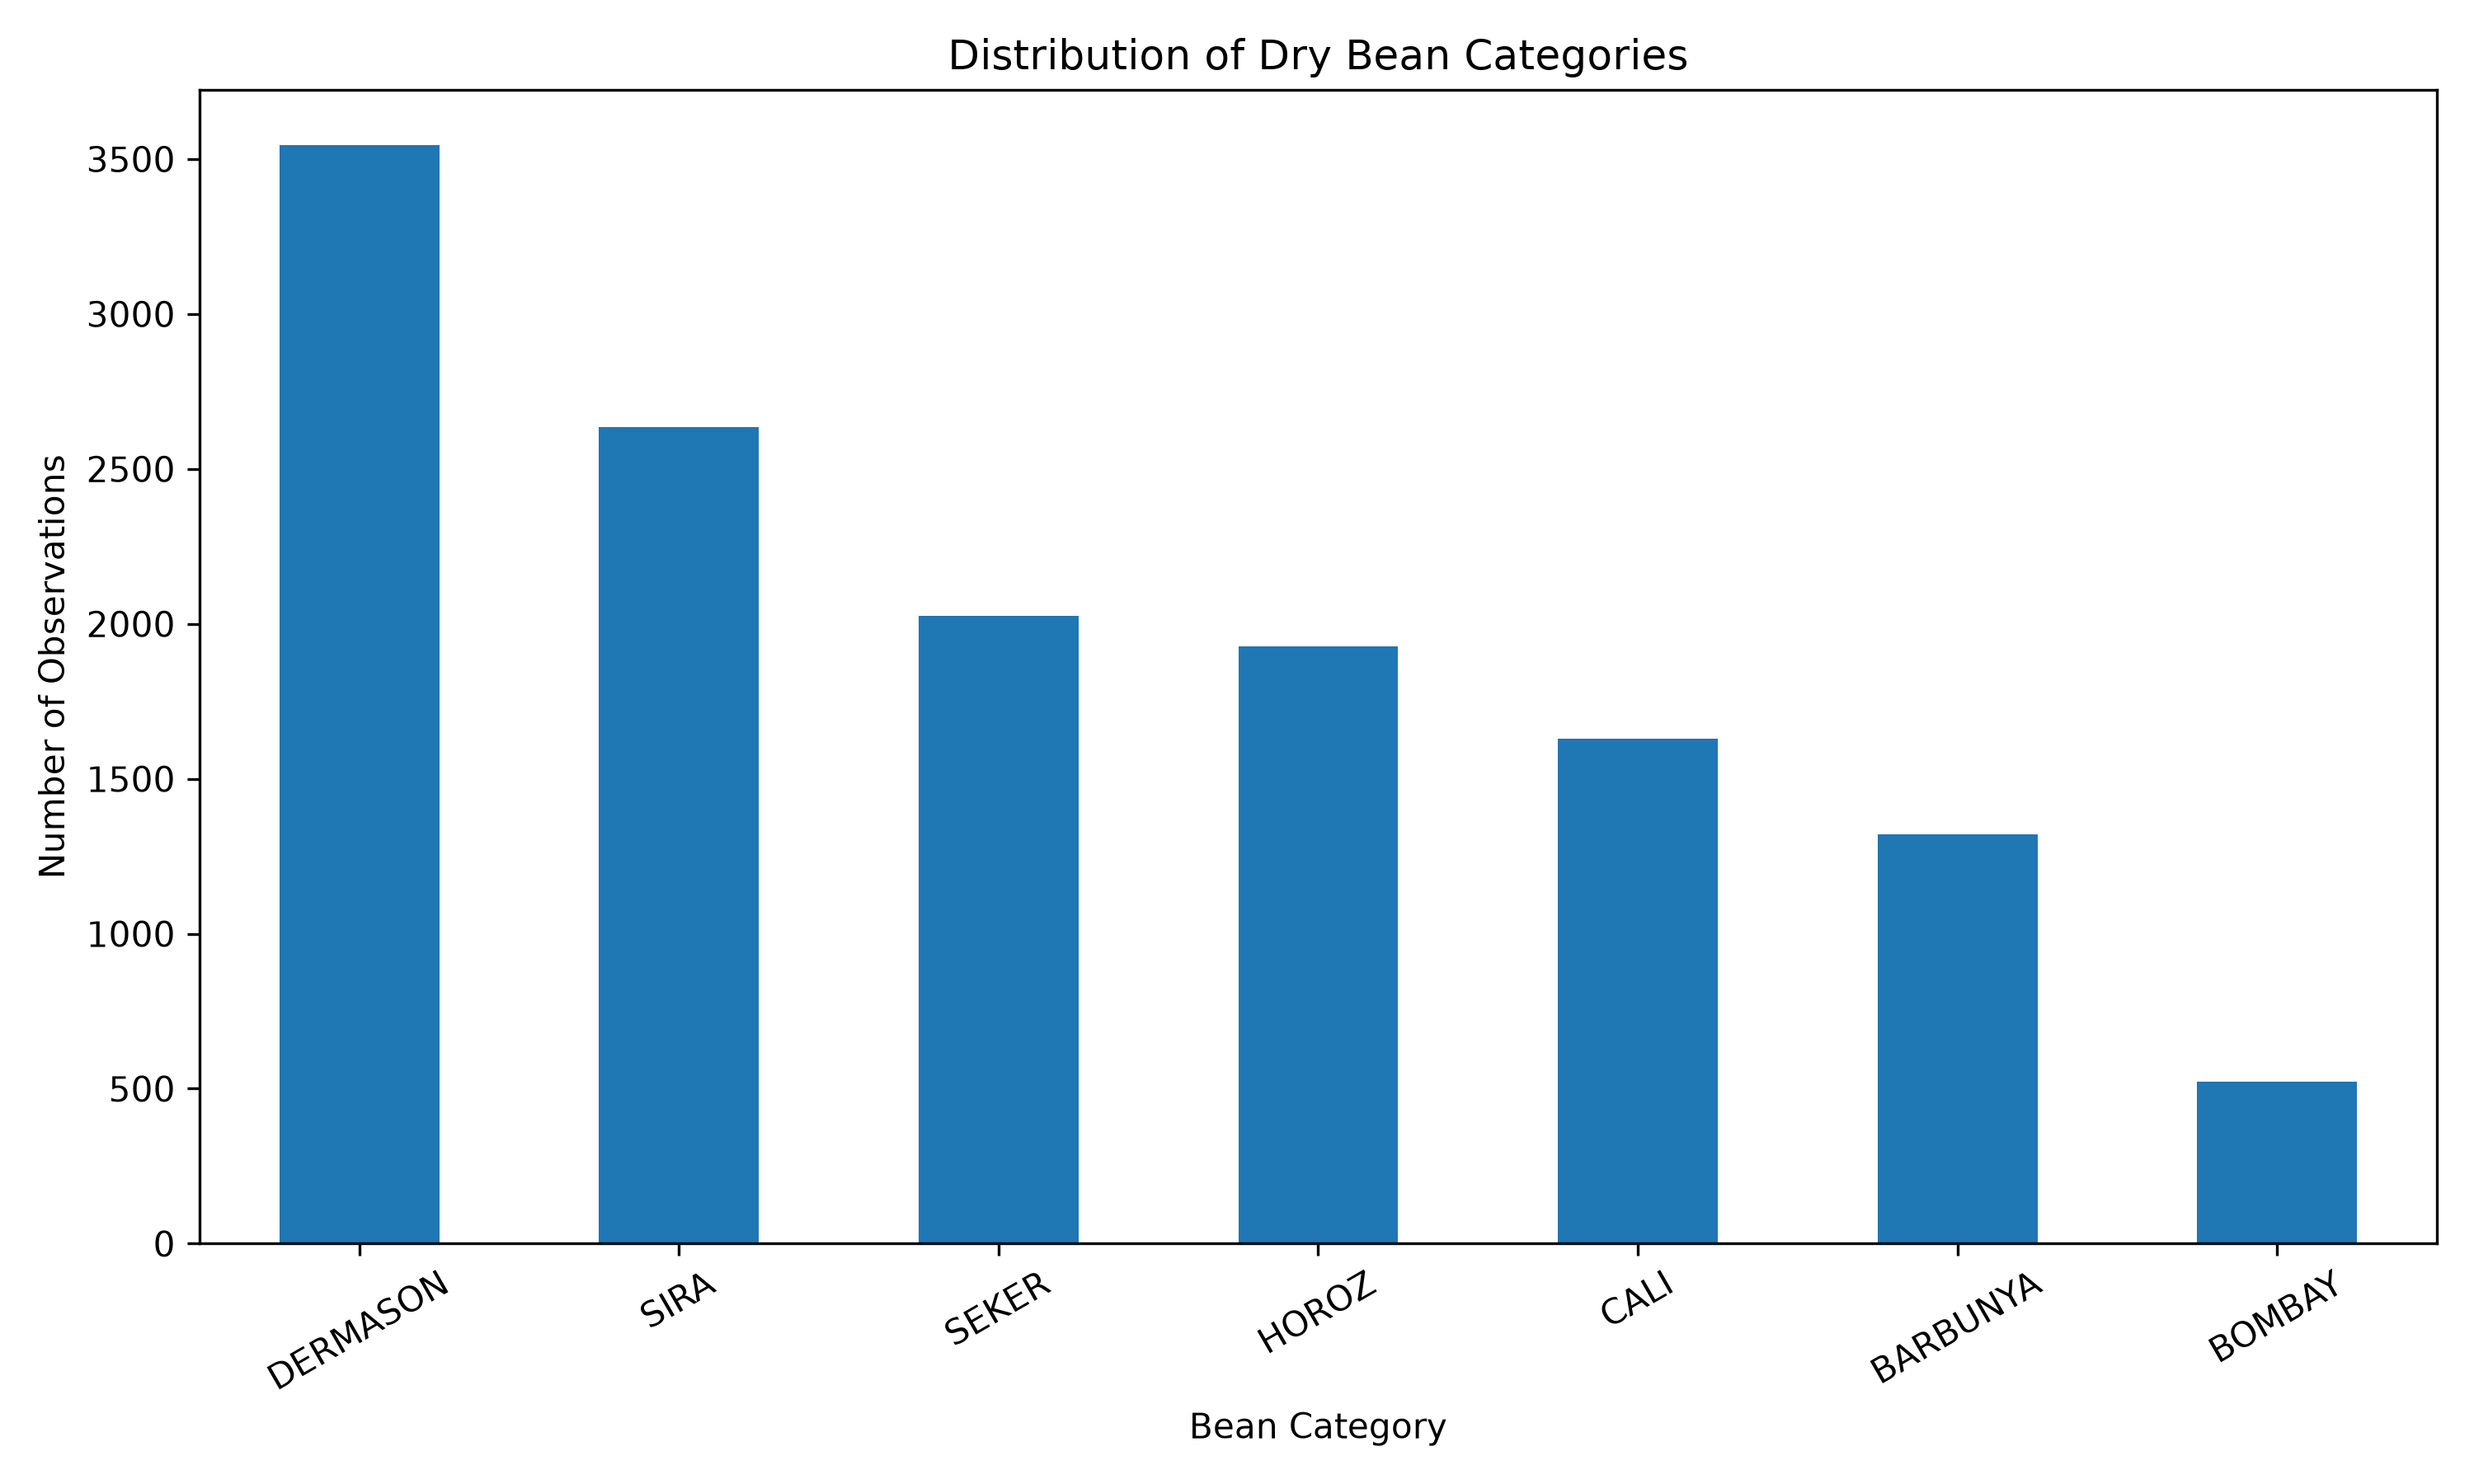 Distribution of Dry Bean Categories
Number of Observations
3500
3000
2500
2000
1500
1000
500
0
DERMASON
SIRA
SEKER
HOROZ
CALI
BARBUNYA
BOMBAY
Bean Category